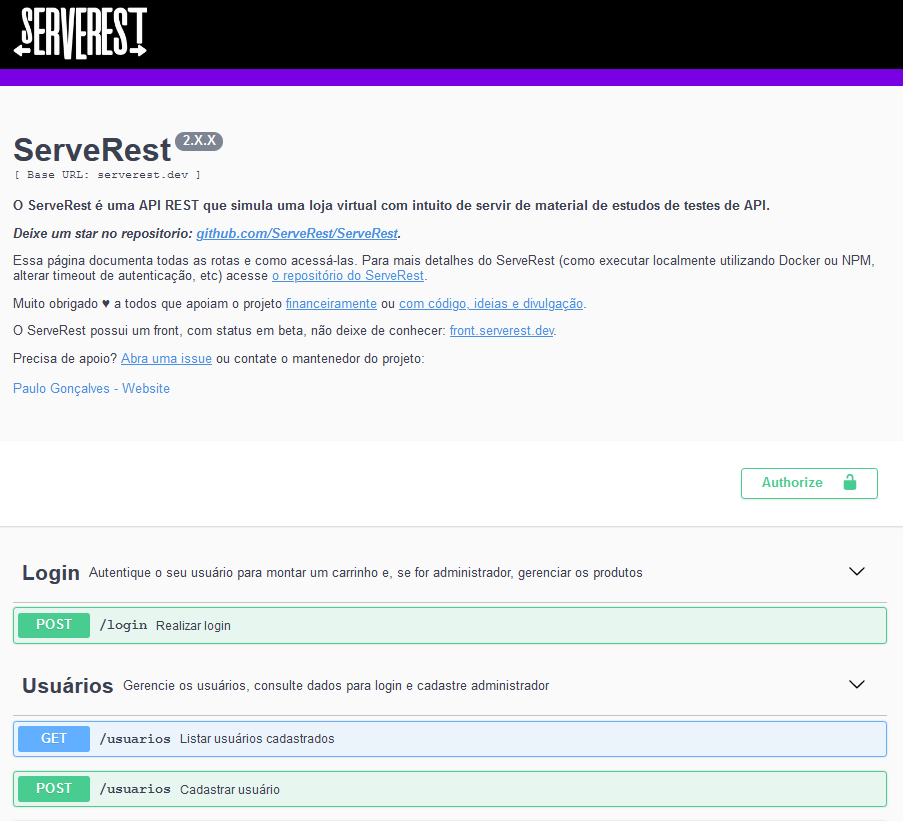 SERVEREST
ServeRest 2.X.X
[ Base URL: serverest.dev ]
O ServeRest é uma API REST que simula uma loja virtual com intuito de servir de material de estudos de testes de API.
Deixe um star no repositorio: github.com/ServeRest/ServeRest.
Essa página documenta todas as rotas e como acessá-las. Para mais detalhes do ServeRest (como executar localmente utilizando Docker ou NPM,
alterar timeout de autenticação, etc) acesse o repositório do ServeRest.
Muito obrigado ♥ a todos que apoiam o projeto financeiramente ou com código, ideias e divulgação.
O ServeRest possui um front, com status em beta, não deixe de conhecer: front.serverest.dev.
Precisa de apoio? Abra uma issue ou contate o mantenedor do projeto:
Paulo Gonçalves - Website
Authorize
Login Autentique o seu usuário para montar um carrinho e, se for administrador, gerenciar os produtos
POST /login Realizar login
Usuários Gerencie os usuários, consulte dados para login e cadastre administrador
GET /usuarios Listar usuários cadastrados
POST /usuarios Cadastrar usuário